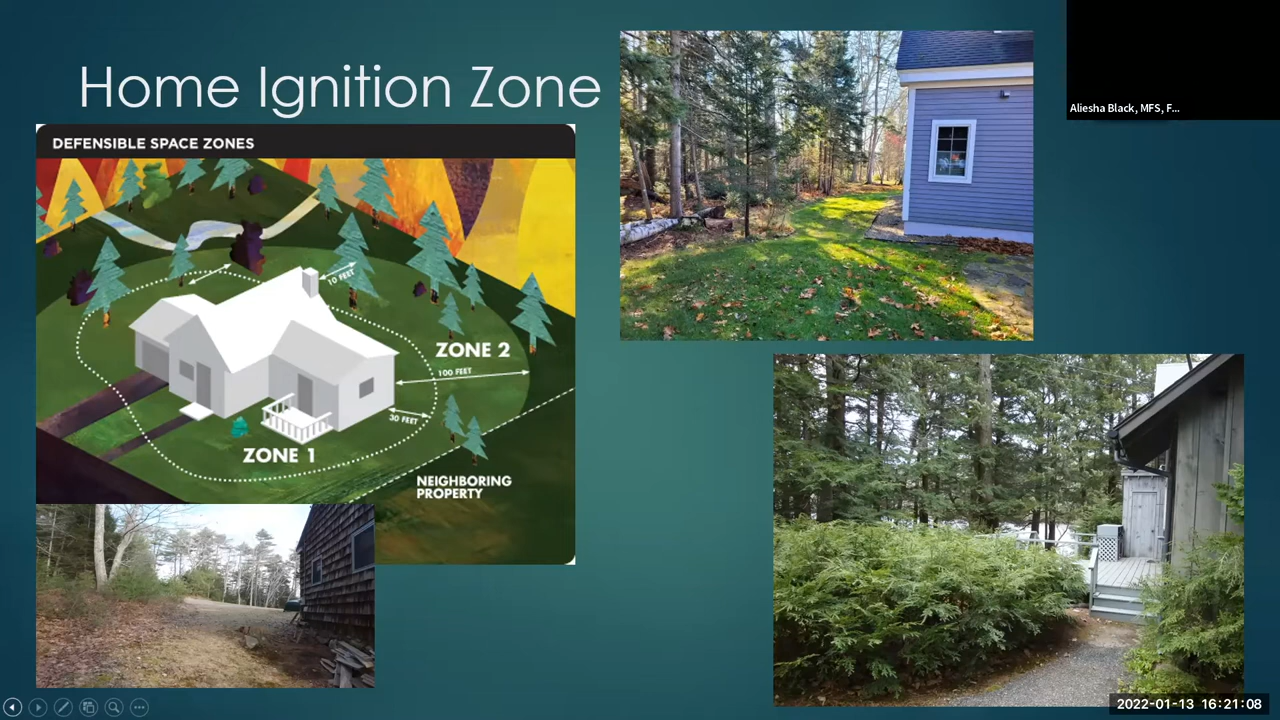 Home Ignition Zone
Aliesha Black, MFS, F...
DEFENSIBLE SPACE ZONES
10 FEET
ZONE 2
100 FEET
30 FEET
ZONE 1
NEIGHBORING
PROPERTY
2022-01-13 16:21:08